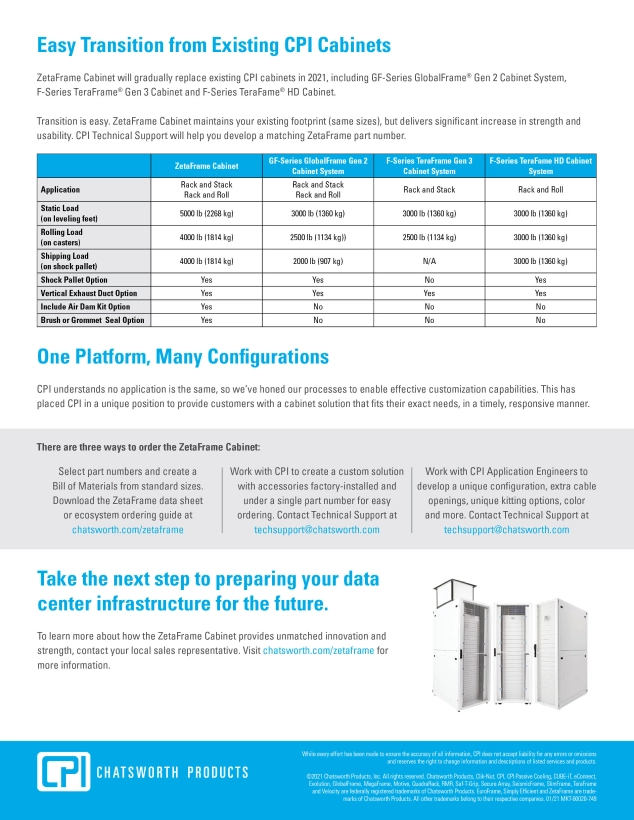 Easy Transition from Existing CPI Cabinets
ZetaFrame Cabinet will gradually replace existing CPI cabinets in 2021, including GF-Series GlobalFrame® Gen 2 Cabinet System,
F-Series TeraFrame® Gen 3 Cabinet and F-Series TeraFame® HD Cabinet.
Transition is easy. ZetaFrame Cabinet maintains your existing footprint (same sizes), but delivers significant increase in strength and
usability. CPI Technical Support will help you develop a matching ZetaFrame part number.
ZetaFrame Cabinet
GF-Series GlobalFrame Gen 2
Cabinet System
F-Series TeraFrame Gen 3
Cabinet System
F-Series TeraFame HD Cabinet
System
Application
Rack and Stack
Rack and Roll
Rack and Stack
Rack and Roll
Rack and Stack
Rack and Roll
Static Load
(on leveling feet)
5000 lb (2268 kg)
3000 lb (1360 kg)
3000 lb (1360 kg)
3000 lb (1360 kg)
Rolling Load
(on casters)
4000 lb (1814 kg)
2500 lb (1134 kg))
2500 lb (1134 kg)
3000 lb (1360 kg)
Shipping Load
(on shock pallet)
4000 lb (1814 kg)
2000 lb (907 kg)
N/A
3000 lb (1360 kg)
Shock Pallet Option
Yes
Yes
No
Yes
Vertical Exhaust Duct Option
Yes
Yes
Yes
Yes
Include Air Dam Kit Option
Yes
No
No
No
Brush or Grommet Seal Option
Yes
No
No
No
One Platform, Many Configurations
CPI understands no application is the same, so we've honed our processes to enable effective customization capabilities. This has
placed CPI in a unique position to provide customers with a cabinet solution that fits their exact needs, in a timely, responsive manner.
There are three ways to order the ZetaFrame Cabinet:
Select part numbers and create a
Bill of Materials from standard sizes.
Download the ZetaFrame data sheet
or ecosystem ordering guide at
chatsworth.com/zetaframe
Work with CPI to create a custom solution
with accessories factory-installed and
under a single part number for easy
ordering. Contact Technical Support at
techsupport@chatsworth.com
Work with CPI Application Engineers to
develop a unique configuration, extra cable
openings, unique kitting options, color
and more. Contact Technical Support at
techsupport@chatsworth.com
Take the next step to preparing your data
center infrastructure for the future.
To learn more about how the ZetaFrame Cabinet provides unmatched innovation and
strength, contact your local sales representative. Visit chatsworth.com/zetaframe for
more information.
CPI
CHATSWORTH PRODUCTS
While every effort has been made to ensure the accuracy of all information, CPI does not accept liability for any errors or omissions
and reserves the right to change information and descriptions of listed services and products.
©2021 Chatsworth Products, Inc. All rights reserved. Chatsworth Products, Clik-Nut, CPI, CPI Passive Cooling, CUBE-iT, eConnect,
Evolution, GlobalFrame, MegaFrame, Motive, QuadraRack, RMR, Saf-T-Grip, Secure Array, SeismicFrame, SlimFrame, TeraFrame
and Velocity are federally registered trademarks of Chatsworth Products. EuroFrame, Simply Efficient and ZetaFrame are trade-
marks of Chatsworth Products. All other trademarks belong to their respective companies. 01/21 MKT-60020-749